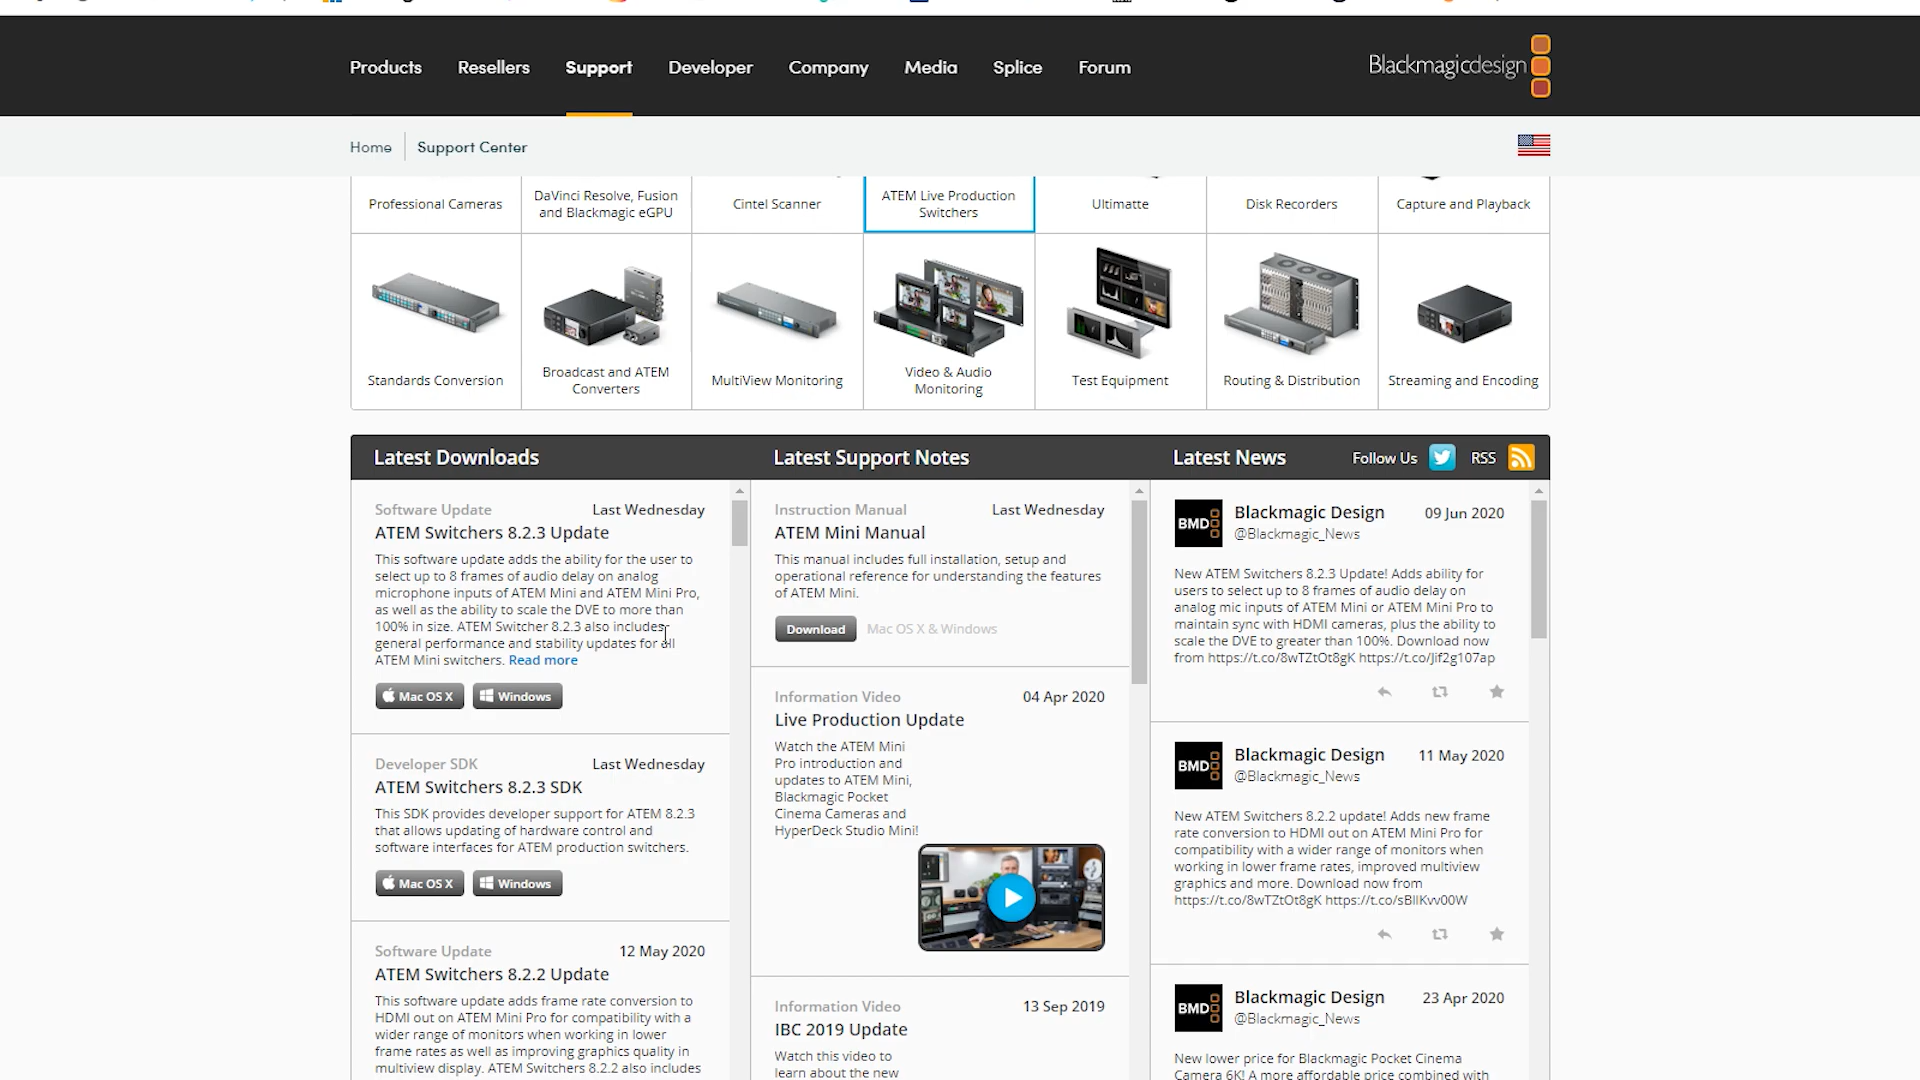 Products Resellers Support Developer Company Media Splice Forum Blackmagicdesign
Home Support Center
Professional Cameras
DaVinci Resolve, Fusion
and Blackmagic eGPU
Cintel Scanner
ATEM Live Production
Switchers
Ultimatte
Disk Recorders
Capture and Playback
Standards Conversion
Broadcast and ATEM
Converters
MultiView Monitoring
Video & Audio
Monitoring
Test Equipment
Routing & Distribution
Streaming and Encoding
Latest Downloads
Software Update Last Wednesday
ATEM Switchers 8.2.3 Update
This software update adds the ability for the user to
select up to 8 frames of audio delay on analog
microphone inputs of ATEM Mini and ATEM Mini Pro,
as well as the ability to scale the DVE to more than
100% in size. ATEM Switcher 8.2.3 also includes
general performance and stability updates for all
ATEM Mini switchers. Read more
Mac OS X Windows
Developer SDK Last Wednesday
ATEM Switchers 8.2.3 SDK
This SDK provides developer support for ATEM 8.2.3
that allows updating of hardware control and
software interfaces for ATEM production switchers.
Mac OS X Windows
Software Update 12 May 2020
ATEM Switchers 8.2.2 Update
This software update adds frame rate conversion to
HDMI out on ATEM Mini Pro for compatibility with a
wider range of monitors when working in lower
frame rates as well as improving graphics quality in
multiview display. ATEM Switchers 8.2.2 also includes
Latest Support Notes
Instruction Manual Last Wednesday
ATEM Mini Manual
This manual includes full installation, setup and
operational reference for understanding the features
of ATEM Mini.
Download Mac OS X & Windows
Information Video 04 Apr 2020
Live Production Update
Watch the ATEM Mini
Pro introduction and
updates to ATEM Mini,
Blackmagic Pocket
Cinema Cameras and
HyperDeck Studio Mini!
Information Video 13 Sep 2019
IBC 2019 Update
Watch this video to
learn about the new
Latest News Follow Us RSS
BMD
Blackmagic Design 09 Jun 2020
@Blackmagic_News
New ATEM Switchers 8.2.3 Update! Adds ability for
users to select up to 8 frames of audio delay on
analog mic inputs of ATEM Mini or ATEM Mini Pro to
maintain sync with HDMI cameras, plus the ability to
scale the DVE to greater than 100%. Download now
from https://t.co/8wTZtOt8gK https://t.co/Jif2g107ap
BMD
Blackmagic Design 11 May 2020
@Blackmagic_News
New ATEM Switchers 8.2.2 update! Adds new frame
rate conversion to HDMI out on ATEM Mini Pro for
compatibility with a wider range of monitors when
working in lower frame rates, improved multiview
graphics and more. Download now from
https://t.co/8wTZtOt8gK https://t.co/sBIlKvv00W
BMD
Blackmagic Design 23 Apr 2020
@Blackmagic_News
New lower price for Blackmagic Pocket Cinema
Camera 6K! A more affordable price combined with